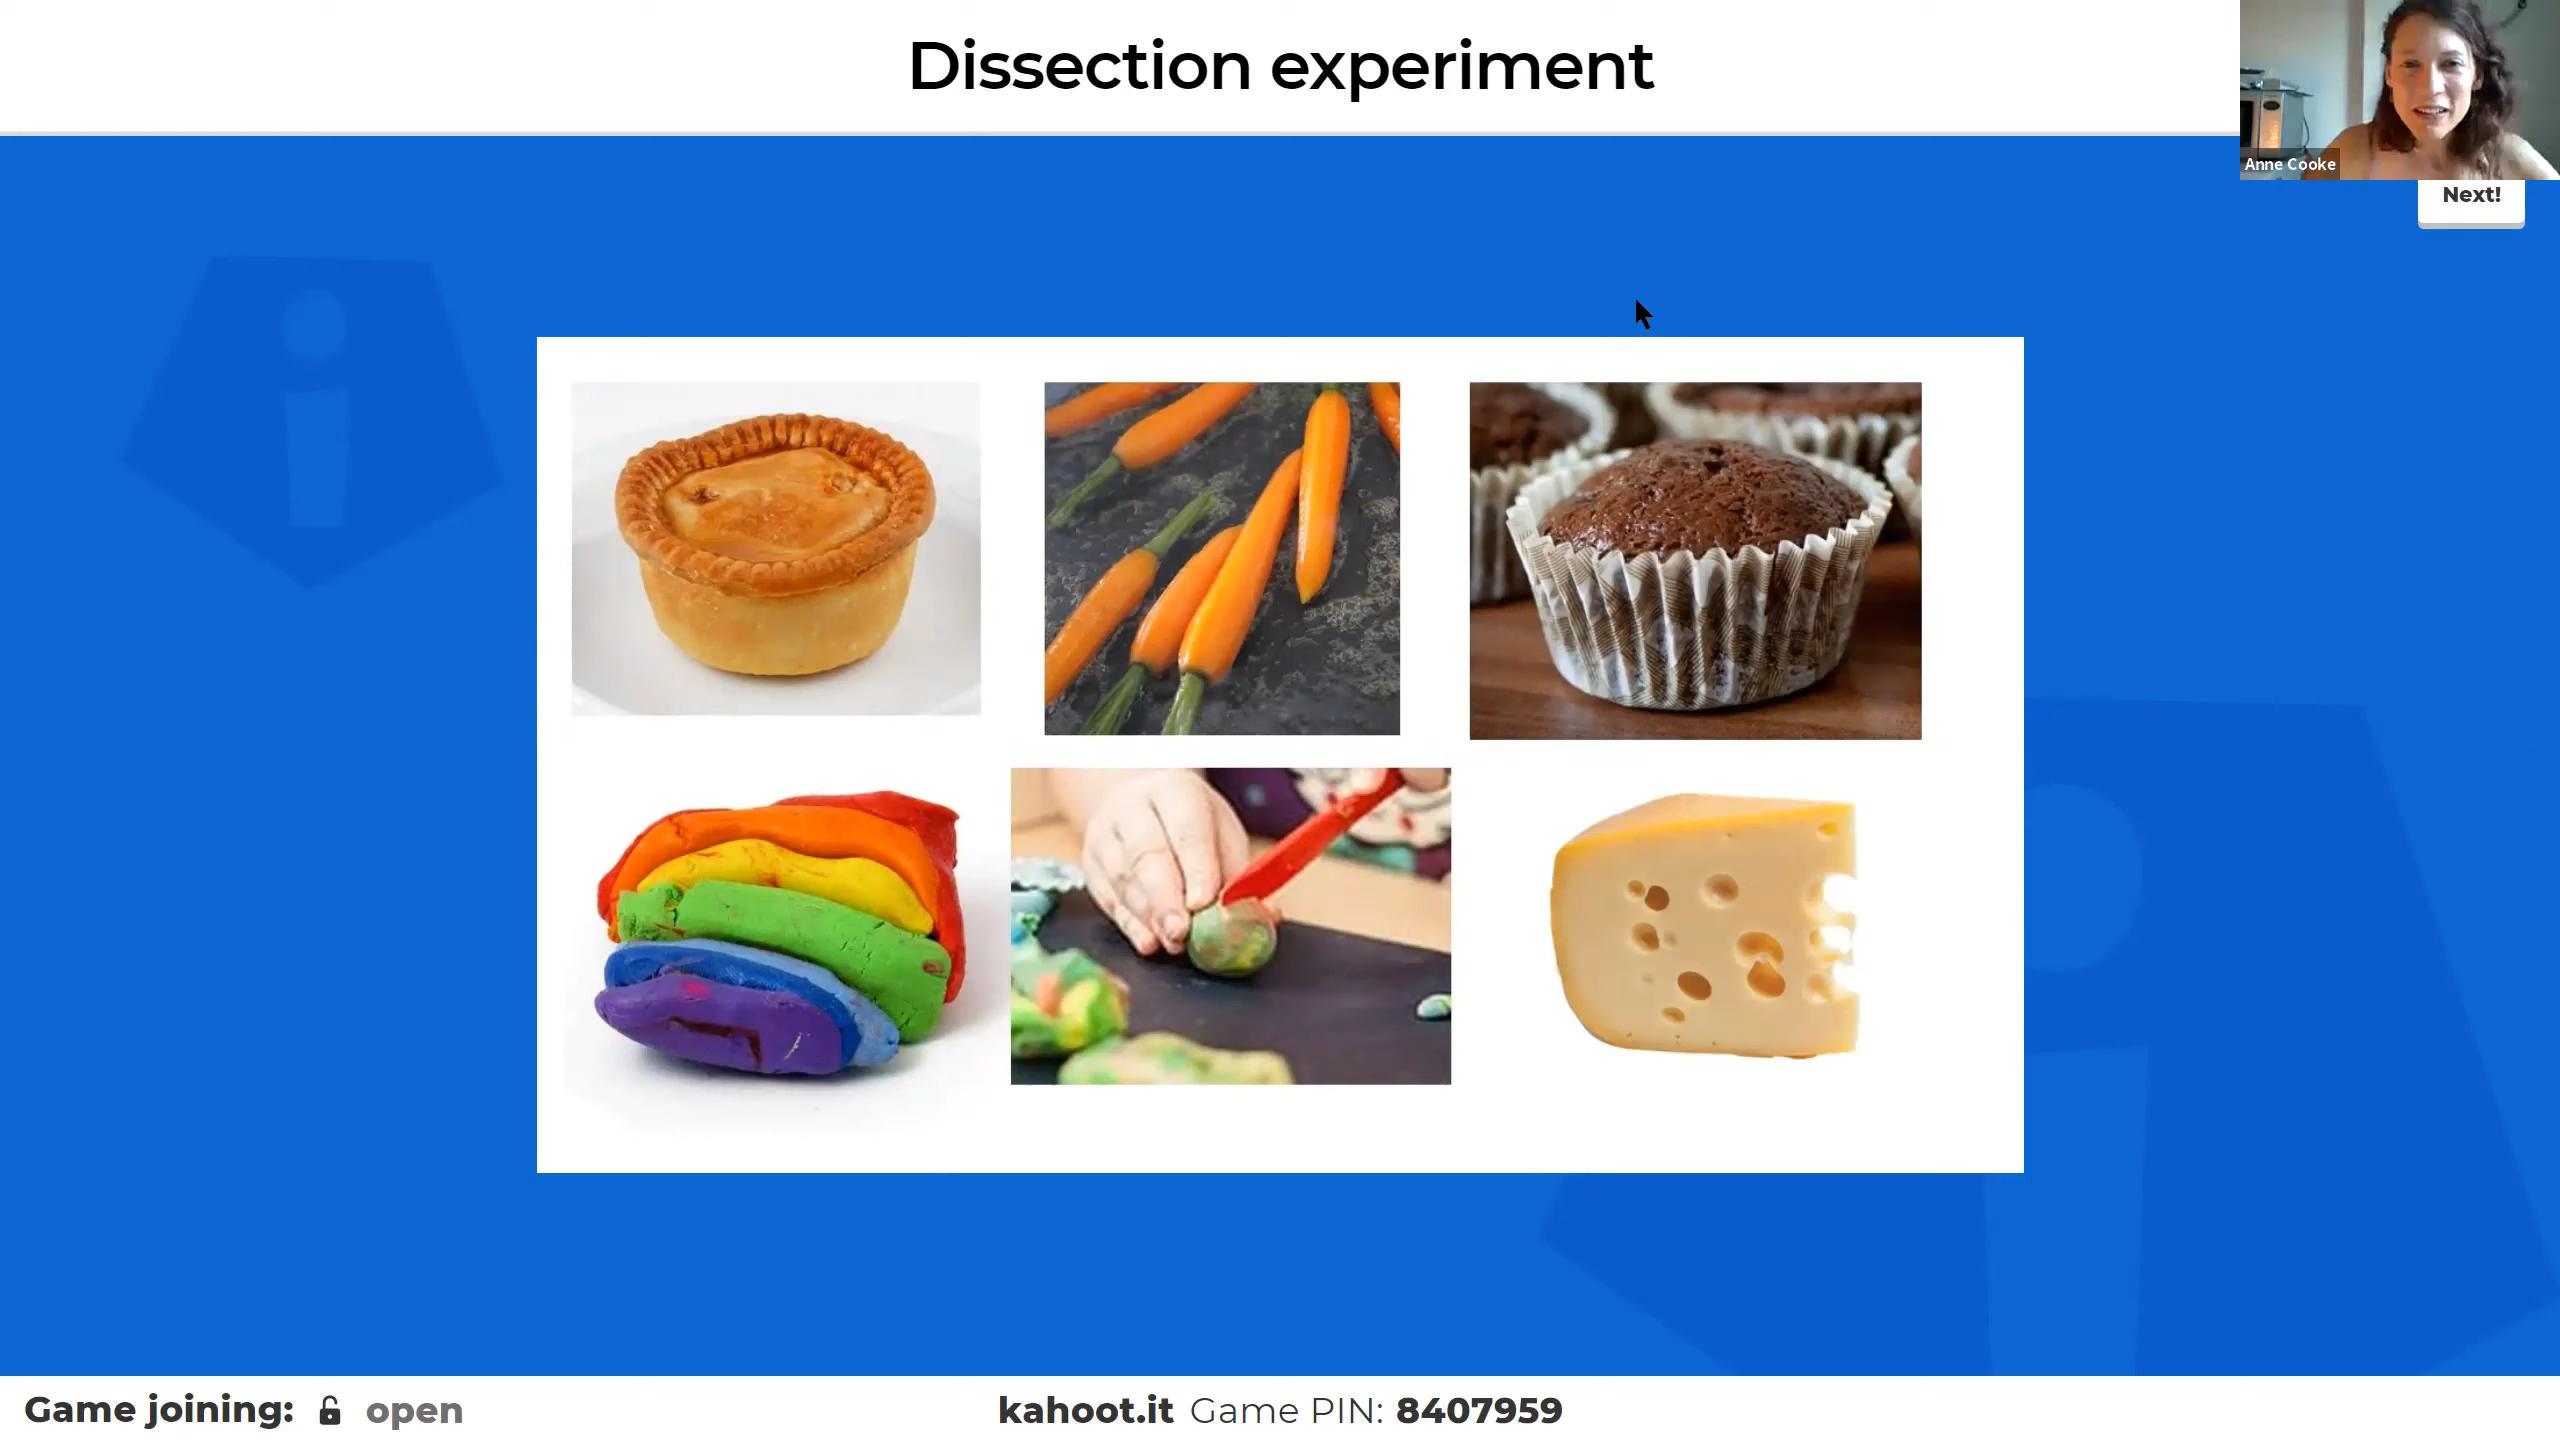 Dissection experiment
Anne Cooke
Next!
Game joining: open
kahoot.it Game PIN: 8407959